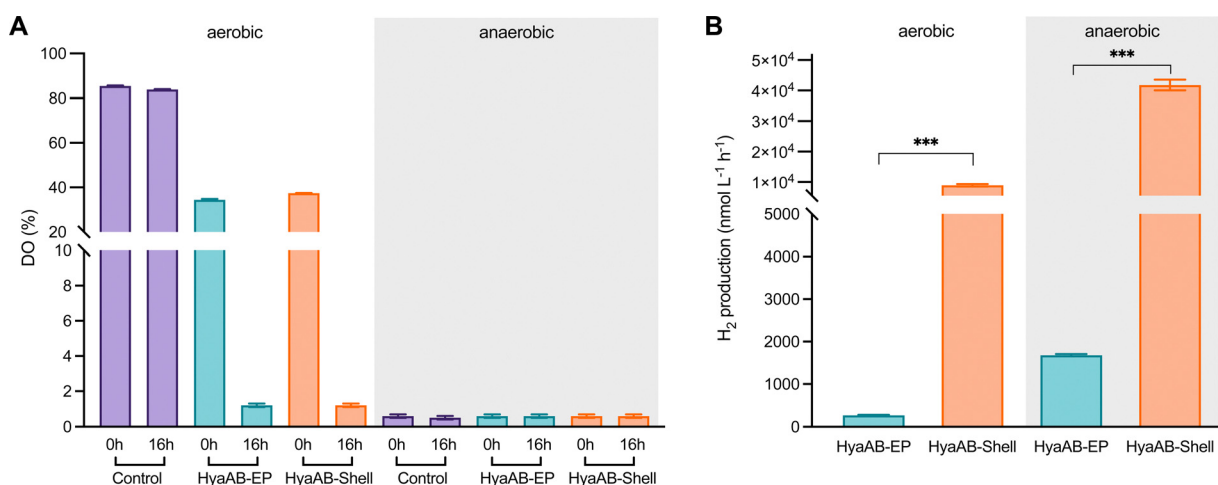 A
aerobic
anaerobic
DO (%)
100
80
60
40
20
10
8
6
4
2
0
0h 16h 0h 16h 0h 16h 0h 16h 0h 16h 0h 16h
Control HyaAB-EP HyaAB-Shell Control HyaAB-EP HyaAB-Shell
B
aerobic
anaerobic
H₂ production (nmol L⁻¹ h⁻¹)
5×10⁴
4×10⁴
3×10⁴
2×10⁴
1×10⁴
5000
4000
3000
2000
1000
0
***
***
HyaAB-EP HyaAB-Shell HyaAB-EP HyaAB-Shell